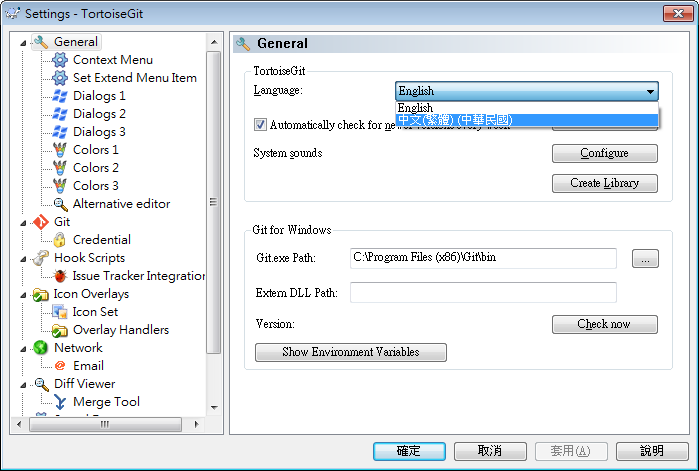 Settings - TortoiseGit
General
Context Menu
Set Extend Menu Item
Dialogs 1
Dialogs 2
Dialogs 3
Colors 1
Colors 2
Colors 3
Alternative editor
Git
Credential
Hook Scripts
Issue Tracker Integration
Icon Overlays
Icon Set
Overlay Handlers
Network
Email
Diff Viewer
Merge Tool
General
TortoiseGit
Language:
English
English
中文(繁體) (中華民國)
Automatically check for
System sounds
Configure
Create Library
Git for Windows
Git.exe Path:
C:\Program Files (x86)\Git\bin
...
Extern DLL Path:
Version:
Check now
Show Environment Variables
確定
取消
套用(A)
說明